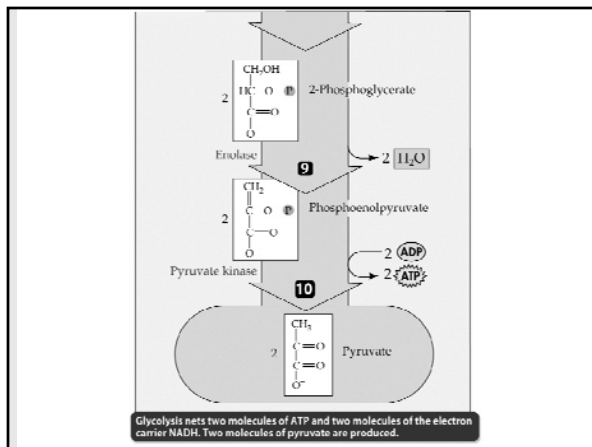 CH2OH
2
HC O P
2-Phosphoglycerate
C=O
O
Enolase
9
2 H2O
CH2
2
C O P
Phosphoenolpyruvate
C-O
O
Pyruvate kinase
2 ADP
2 ATP
10
CH3
2
C=O
Pyruvate
C=O
O-
Glycolysis nets two molecules of ATP and two molecules of the electron
carrier NADH. Two molecules of pyruvate are produced.